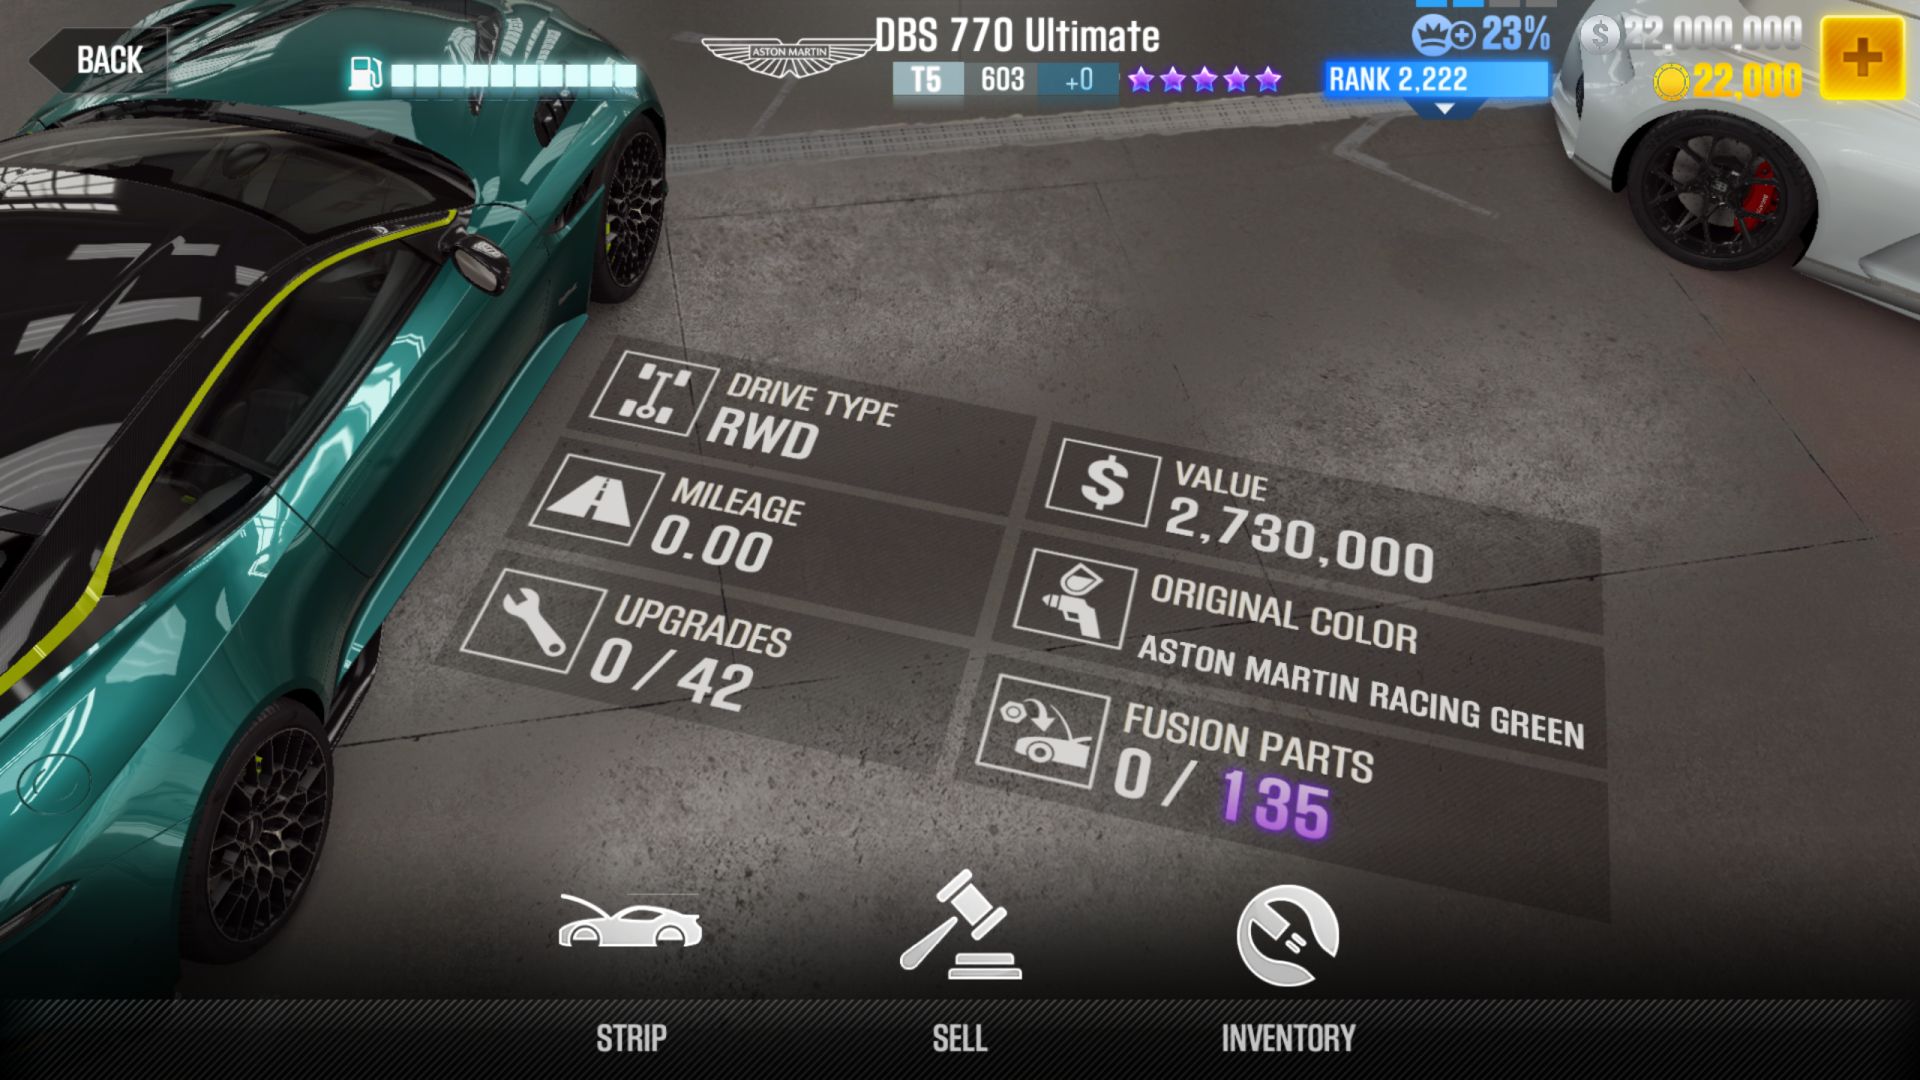 BACK
ASTON MARTIN
DBS 770 Ultimate
T5 603 +0
23%
RANK 2,222
22,000,000
22,000
DRIVE TYPE
RWD
MILEAGE
0.00
UPGRADES
0 / 42
$
VALUE
2,730,000
ORIGINAL COLOR
ASTON MARTIN RACING GREEN
FUSION PARTS
0 / 135
STRIP
SELL
INVENTORY